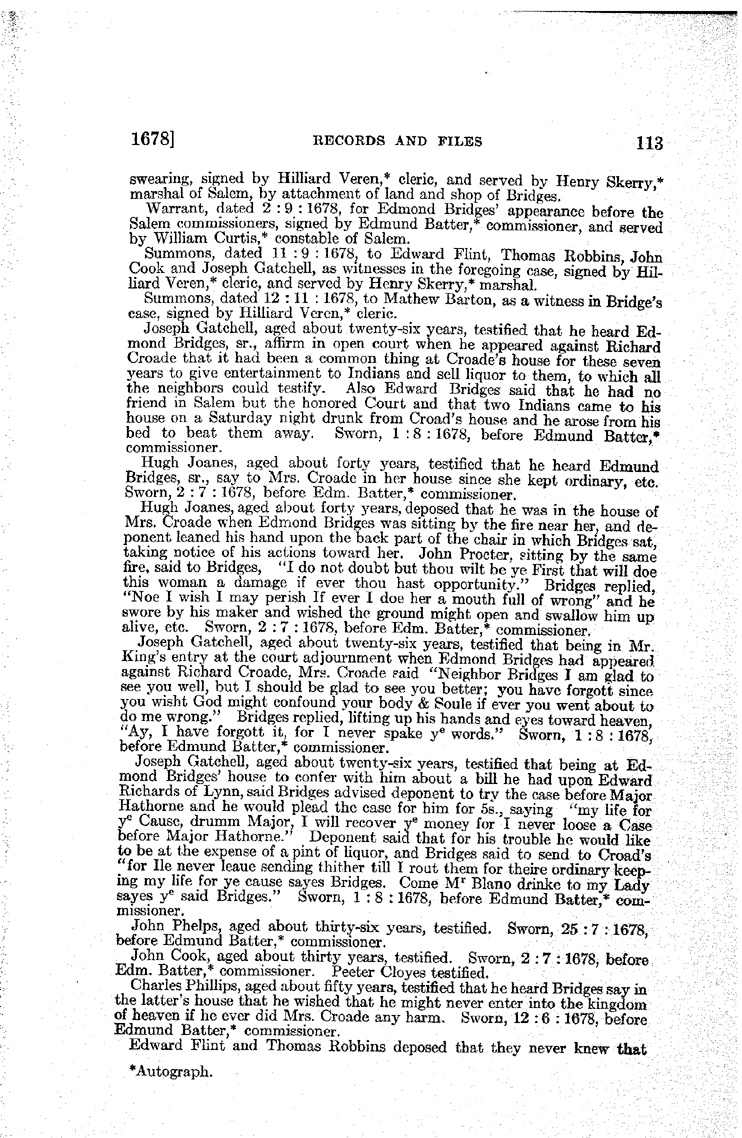 1678] RECORDS AND FILES 113
swearing, signed by Hilliard Veren,* cleric, and served by Henry Skerry,*
marshal of Salem, by attachment of land and shop of Bridges.
Warrant, dated 2 : 9 : 1678, for Edmond Bridges' appearance before the
Salem commissioners, signed by Edmund Batter,* commissioner, and served
by William Curtis,* constable of Salem.
Summons, dated 11 : 9 : 1678, to Edward Flint, Thomas Robbins, John
Cook and Joseph Gatchell, as witnesses in the foregoing case, signed by Hil-
liard Veren,* cleric, and served by Henry Skerry,* marshal.
Summons, dated 12 : 11 : 1678, to Mathew Barton, as a witness in Bridge's
case, signed by Hilliard Veren,* cleric.
Joseph Gatchell, aged about twenty-six years, testified that he heard Ed-
mond Bridges, sr., affirm in open court when he appeared against Richard
Croade that it had been a common thing at Croade's house for these seven
years to give entertainment to Indians and sell liquor to them, to which all
the neighbors could testify. Also Edward Bridges said that he had no
friend in Salem but the honored Court and that two Indians came to his
house on a Saturday night drunk from Croad's house and he arose from his
bed to beat them away. Sworn, 1 : 8 : 1678, before Edmund Batter,*
commissioner.
Hugh Joanes, aged about forty years, testified that he heard Edmund
Bridges, sr., say to Mrs. Croade in her house since she kept ordinary, etc.
Sworn, 2 : 7 : 1678, before Edm. Batter,* commissioner.
Hugh Joanes, aged about forty years, deposed that he was in the house of
Mrs. Croade when Edmond Bridges was sitting by the fire near her, and de-
ponent leaned his hand upon the back part of the chair in which Bridges sat,
taking notice of his actions toward her. John Procter, sitting by the same
fire, said to Bridges, "I do not doubt but thou wilt be ye First that will doe
this woman a damage if ever thou hast opportunity." Bridges replied,
"Noe I wish I may perish If ever I doe her a mouth full of wrong" and he
swore by his maker and wished the ground might open and swallow him up
alive, etc. Sworn, 2 : 7 : 1678, before Edm. Batter,* commissioner.
Joseph Gatchell, aged about twenty-six years, testified that being in Mr.
King's entry at the court adjournment when Edmond Bridges had appeared
against Richard Croade, Mrs. Croade said "Neighbor Bridges I am glad to
see you well, but I should be glad to see you better; you have forgott since
you wisht God might confound your body & Soule if ever you went about to
do me wrong." Bridges replied, lifting up his hands and eyes toward heaven,
"Ay, I have forgott it, for I never spake yᵉ words." Sworn, 1 : 8 : 1678,
before Edmund Batter,* commissioner.
Joseph Gatchell, aged about twenty-six years, testified that being at Ed-
mond Bridges' house to confer with him about a bill he had upon Edward
Richards of Lynn, said Bridges advised deponent to try the case before Major
Hathorne and he would plead the case for him for 5s., saying "my life for
yᵉ Cause, drumm Major, I will recover yᵉ money for I never loose a Case
before Major Hathorne." Deponent said that for his trouble he would like
to be at the expense of a pint of liquor, and Bridges said to send to Croad's
"for Ile never leaue sending thither till I rout them for theire ordinary keep-
ing my life for ye cause sayes Bridges. Come Mʳ Blano drinke to my Lady
sayes yᵉ said Bridges." Sworn, 1 : 8 : 1678, before Edmund Batter,* com-
missioner.
John Phelps, aged about thirty-six years, testified. Sworn, 25 : 7 : 1678,
before Edmund Batter,* commissioner.
John Cook, aged about thirty years, testified. Sworn, 2 : 7 : 1678, before
Edm. Batter,* commissioner. Peeter Cloyes testified.
Charles Phillips, aged about fifty years, testified that he heard Bridges say in
the latter's house that he wished that he might never enter into the kingdom
of heaven if he ever did Mrs. Croade any harm. Sworn, 12 : 6 : 1678, before
Edmund Batter,* commissioner.
Edward Flint and Thomas Robbins deposed that they never knew that
*Autograph.